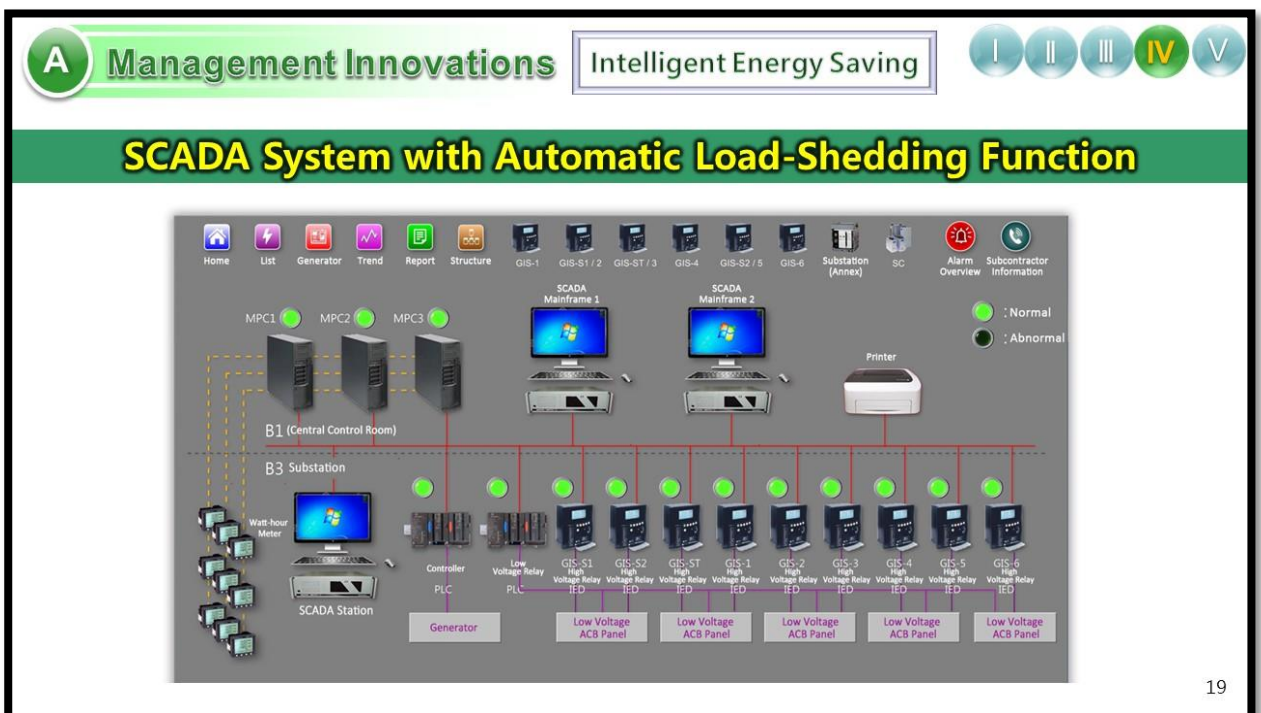 A
Management Innovations
Intelligent Energy Saving
I II III IV V
SCADA System with Automatic Load-Shedding Function
Home
List
Generator
Trend
Report
Structure
GIS-1
GIS-S1 / 2
GIS-ST / 3
GIS-4
GIS-S2 / 5
GIS-6
Substation
(Annex)
SC
Alarm
Overview
Subcontractor
Information
SCADA
Mainframe 1
SCADA
Mainframe 2
: Normal
: Abnormal
MPC1
MPC2
MPC3
Printer
B1 (Central Control Room)
B3 Substation
Watt-hour
Meter
SCADA Station
Controller
PLC
Low
Voltage Relay
PLC
GIS-S1
High
Voltage Relay
IED
GIS-S2
High
Voltage Relay
IED
GIS-ST
High
Voltage Relay
IED
GIS-1
High
Voltage Relay
IED
GIS-2
High
Voltage Relay
IED
GIS-3
High
Voltage Relay
IED
GIS-4
High
Voltage Relay
IED
GIS-5
High
Voltage Relay
IED
GIS-6
High
Voltage Relay
IED
Generator
Low Voltage
ACB Panel
Low Voltage
ACB Panel
Low Voltage
ACB Panel
Low Voltage
ACB Panel
Low Voltage
ACB Panel
19